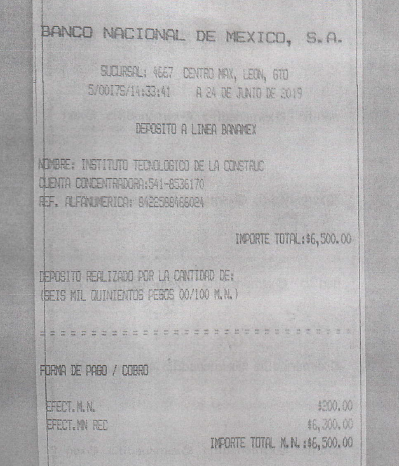 BANCO NACIONAL DE MEXICO, S.A.
SUCURSAL: 4667 CENTRO MAX, LEON, GTO
5/00175/14:33:41 A 24 DE JUNIO DE 2019
DEPOSITO A LINEA BANAMEX
NOMBRE: INSTITUTO TECNOLOGICO DE LA CONSTRUC
CUENTA CONCENTRADORA:541-8536170
REF. ALFANUMERICA: 8422588466024
IMPORTE TOTAL:$6,500.00
DEPOSITO REALIZADO POR LA CANTIDAD DE:
(SEIS MIL QUINIENTOS PESOS 00/100 M.N.)
FORMA DE PAGO / COBRO
EFECT.M.N. $200.00
EFECT.MN REC $6,300.00
IMPORTE TOTAL M.N.:$6,500.00